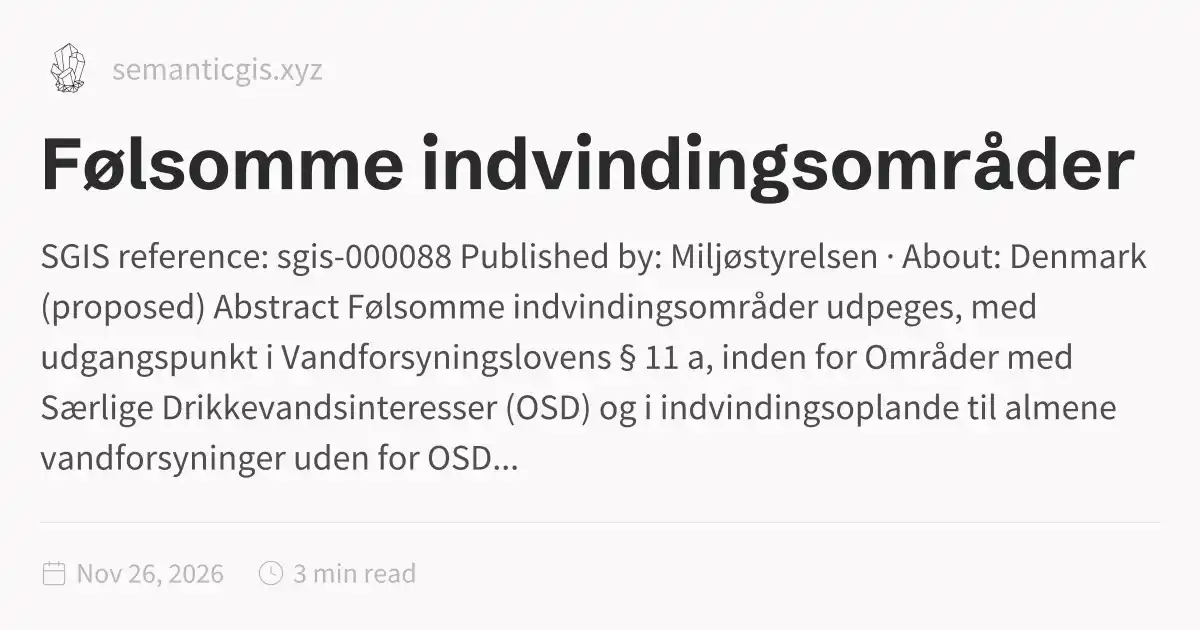 semanticgis.xyz
Følsomme indvindingsområder
SGIS reference: sgis-000088 Published by: Miljøstyrelsen · About: Denmark
(proposed) Abstract Følsomme indvindingsområder udpeges, med
udgangspunkt i Vandforsyningslovens § 11 a, inden for Områder med
Særlige Drikkevandsinteresser (OSD) og i indvindingsoplande til almene
vandforsyninger uden for OSD...
Nov 26, 2026 3 min read